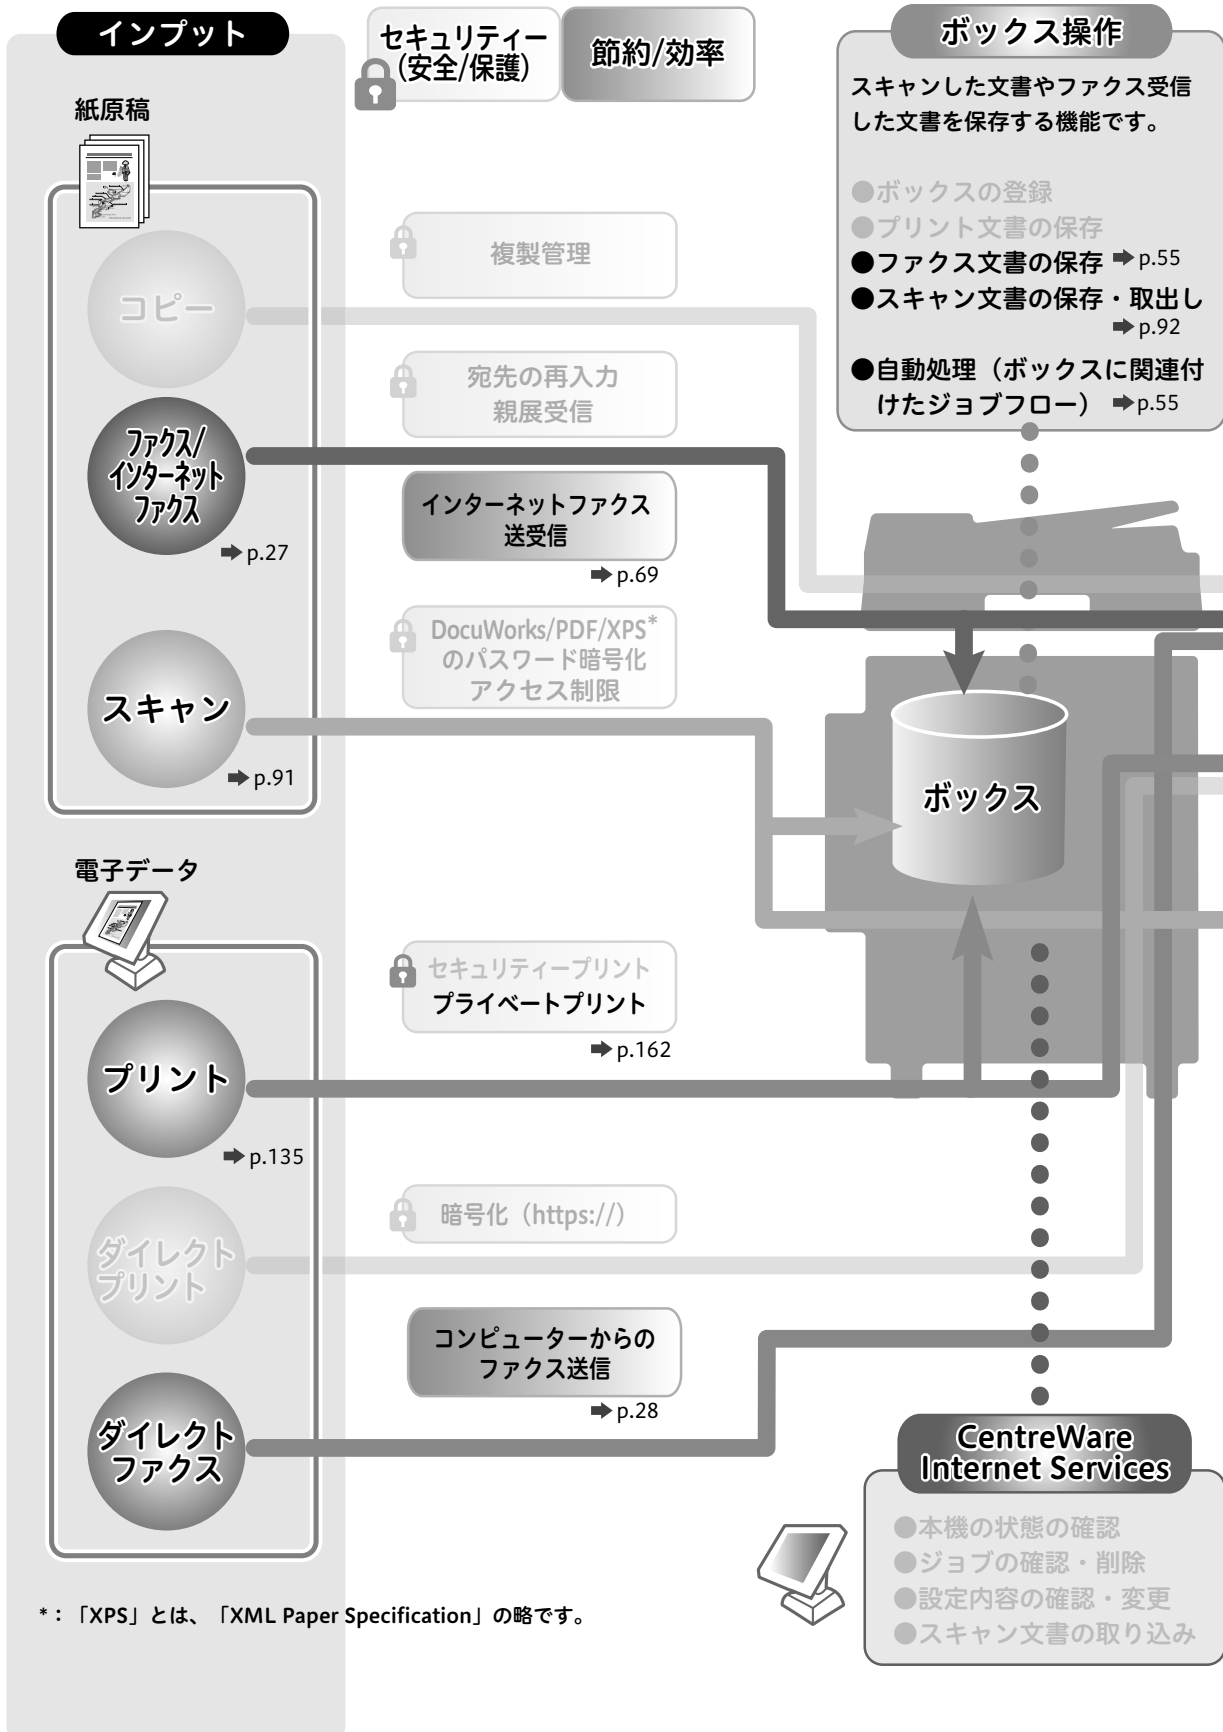 インプット
セキュリティー
(安全/保護)
節約/効率
ボックス操作
スキャンした文書やファクス受信
した文書を保存する機能です。
●ボックスの登録
●プリント文書の保存
●ファクス文書の保存 ➡ p.55
●スキャン文書の保存・取出し
➡ p.92
●自動処理（ボックスに関連付
けたジョブフロー） ➡ p.55
紙原稿
コピー
複製管理
宛先の再入力
親展受信
ファクス/
インターネット
ファクス
➡ p.27
インターネットファクス
送受信
➡ p.69
DocuWorks/PDF/XPS*
のパスワード暗号化
アクセス制限
スキャン
➡ p.91
ボックス
電子データ
セキュリティープリント
プライベートプリント
➡ p.162
プリント
➡ p.135
暗号化（https://）
ダイレクト
プリント
コンピューターからの
ファクス送信
➡ p.28
ダイレクト
ファクス
CentreWare
Internet Services
●本機の状態の確認
●ジョブの確認・削除
●設定内容の確認・変更
●スキャン文書の取り込み
*：「XPS」とは、「XML Paper Specification」の略です。